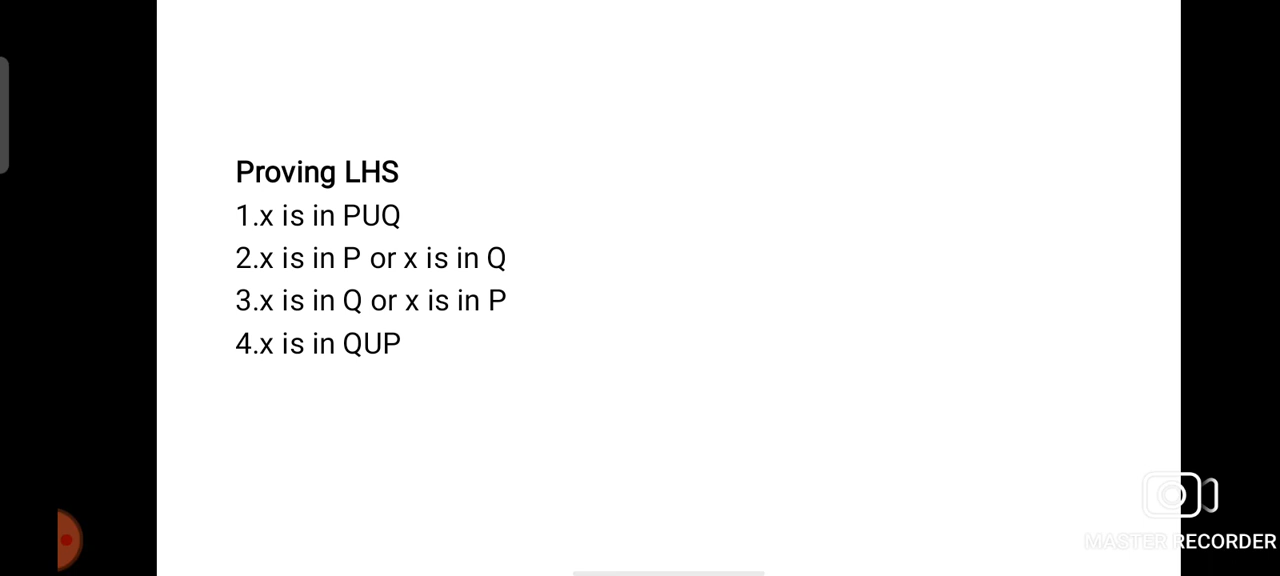 Proving LHS
1.x is in PUQ
2.x is in P or x is in Q
3.x is in Q or x is in P
4.x is in QUP
MASTER RECORDER